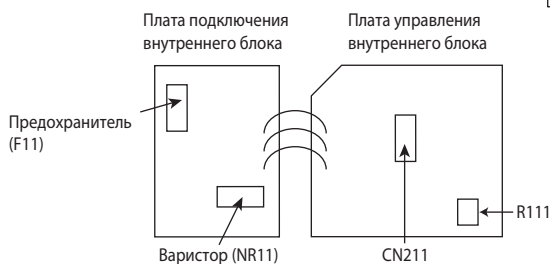 Плата подключения
внутреннего блока
Плата управления
внутреннего блока
Предохранитель
(F11)
R111
Варистор (NR11)
CN211